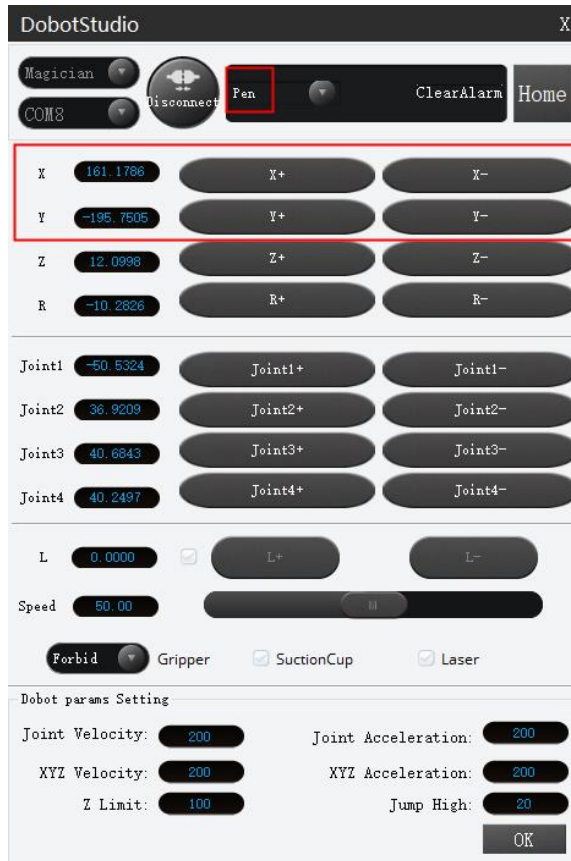 DobotStudio X
Magician
COM8
Disconnect
Pen
ClearAlarm
Home
X 161.1786 X+ X-
Y -195.7505 Y+ Y-
Z 12.0998 Z+ Z-
R -10.2826 R+ R-
Joint1 -50.5324 Joint1+ Joint1-
Joint2 36.9209 Joint2+ Joint2-
Joint3 40.6843 Joint3+ Joint3-
Joint4 40.2497 Joint4+ Joint4-
L 0.0000 L+ L-
Speed 50.00
Forbid Gripper SuctionCup Laser
Dobot params Setting
Joint Velocity: 200 Joint Acceleration: 200
XYZ Velocity: 200 XYZ Acceleration: 200
Z Limit: 100 Jump High: 20
OK